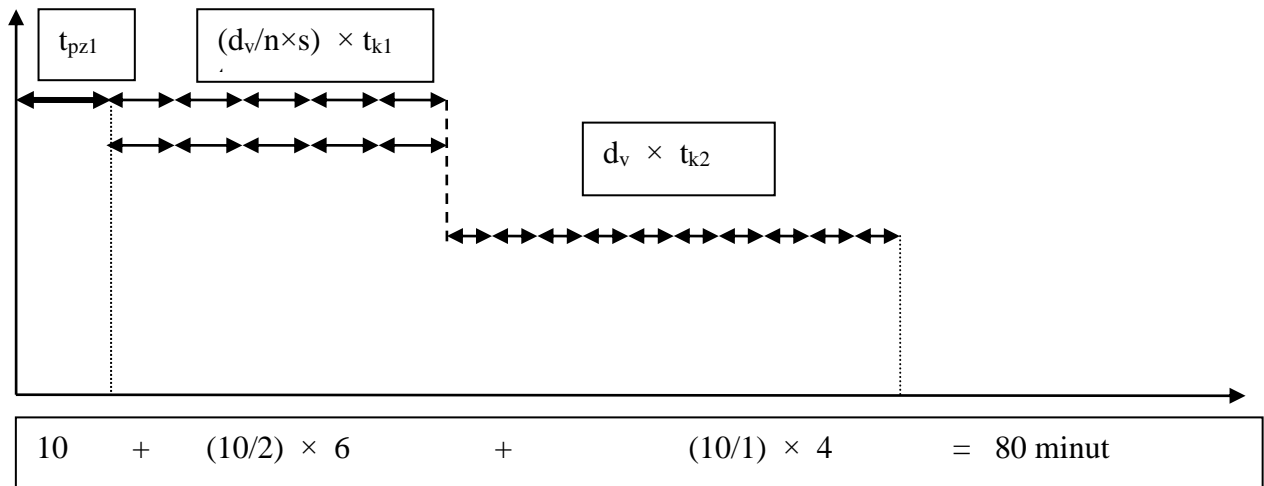 tpz1
(dv/n×s) × tk1
dv × tk2
10 + (10/2) × 6 + (10/1) × 4 = 80 minut